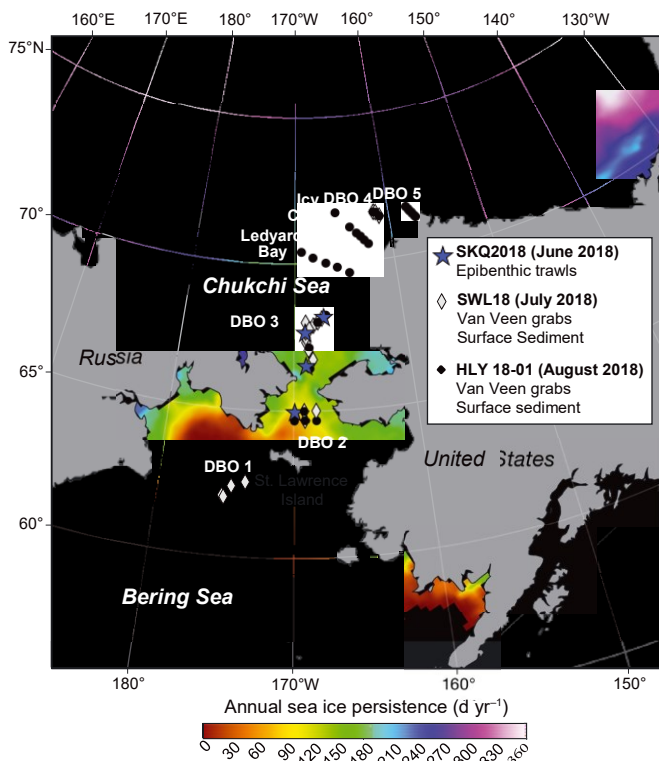 160°E 170°E 180° 170°W 160° 150° 140° 130°W
75°N
70°
65°
60°
Icy DBO 4 DBO 5
C
Ledyard
Bay
Chukchi Sea
DBO 3
Russia
DBO 2
DBO 1
St. Lawrence
Island
United States
Bering Sea
SKQ2018 (June 2018)
Epibenthic trawls
SWL18 (July 2018)
Van Veen grabs
Surface Sediment
HLY 18-01 (August 2018)
Van Veen grabs
Surface sediment
180° 170°W 160° 150°
Annual sea ice persistence (d yr⁻¹)
0 30 60 90 120 150 180 210 240 270 300 330 360